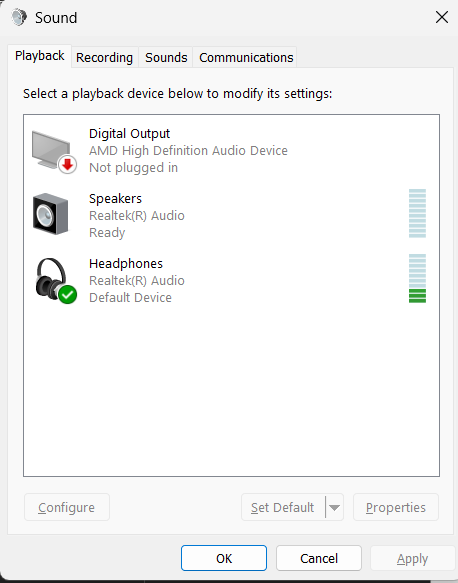 Sound
Playback Recording Sounds Communications
Select a playback device below to modify its settings:
Digital Output
AMD High Definition Audio Device
Not plugged in
Speakers
Realtek(R) Audio
Ready
Headphones
Realtek(R) Audio
Default Device
Configure Set Default Properties
OK Cancel Apply